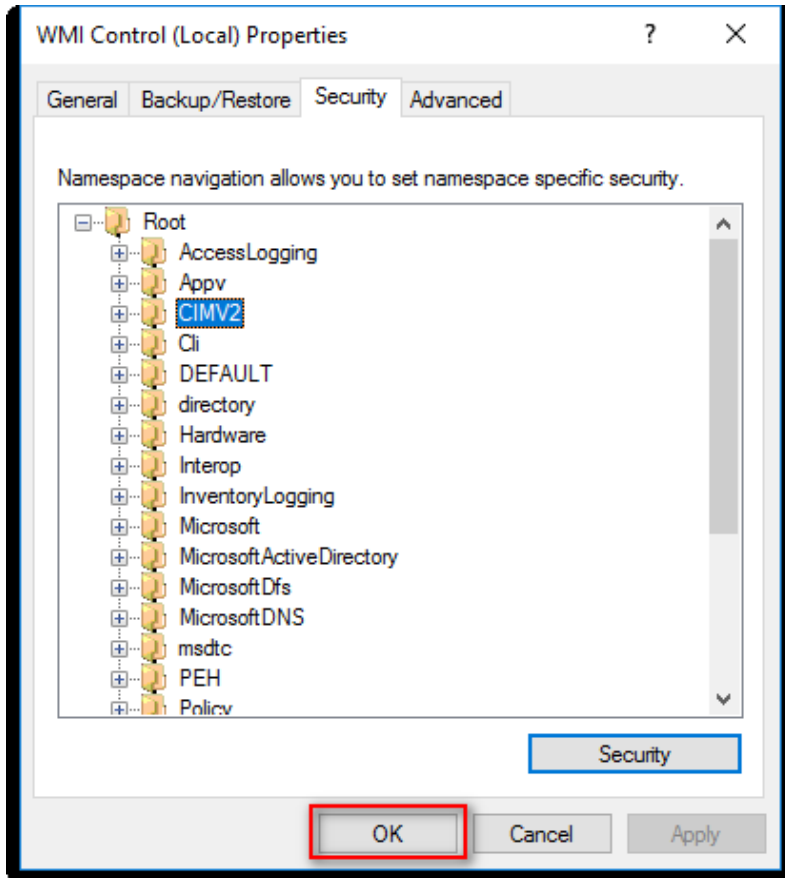 WMI Control (Local) Properties ? ×
General Backup/Restore Security Advanced
Namespace navigation allows you to set namespace specific security.
Root
AccessLogging
Appv
CIMV2
Cli
DEFAULT
directory
Hardware
Interop
InventoryLogging
Microsoft
MicrosoftActiveDirectory
MicrosoftDfs
MicrosoftDNS
msdtc
PEH
Policy
Security
OK Cancel Apply